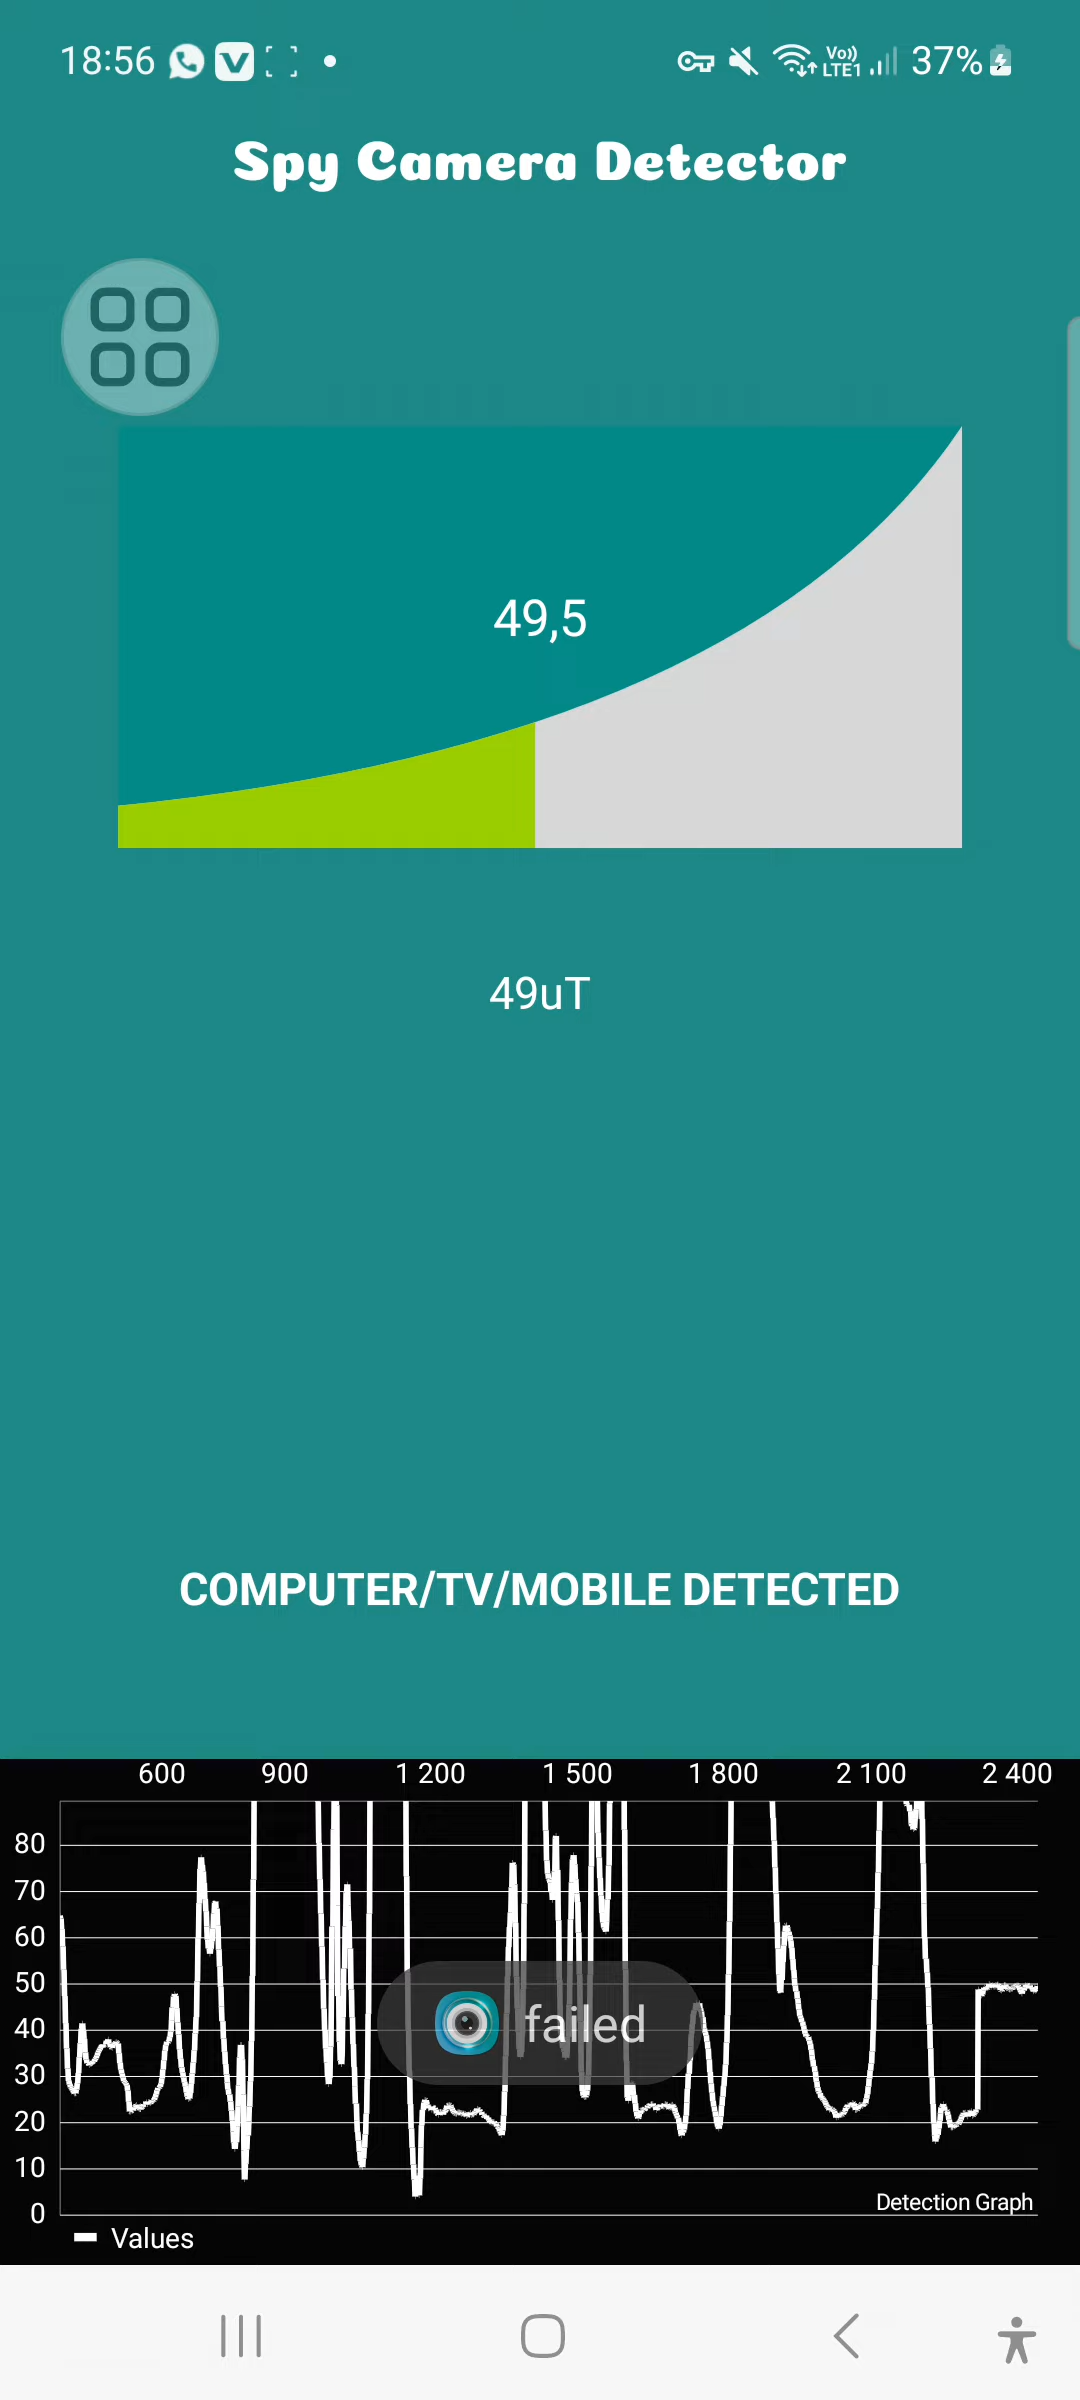 18:56
Vo))
LTE1
37%
Spy Camera Detector
49,5
49uT
COMPUTER/TV/MOBILE DETECTED
600 900 1 200 1 500 1 800 2 100 2 400
80
70
60
50
40
failed
30
20
10
Detection Graph
0
Values